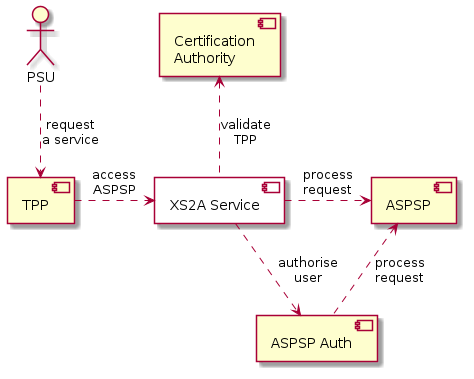 PSU
Certification
Authority
request
a service
validate
TPP
TPP
access
ASPSP
XS2A Service
process
request
ASPSP
authorise
user
process
request
ASPSP Auth